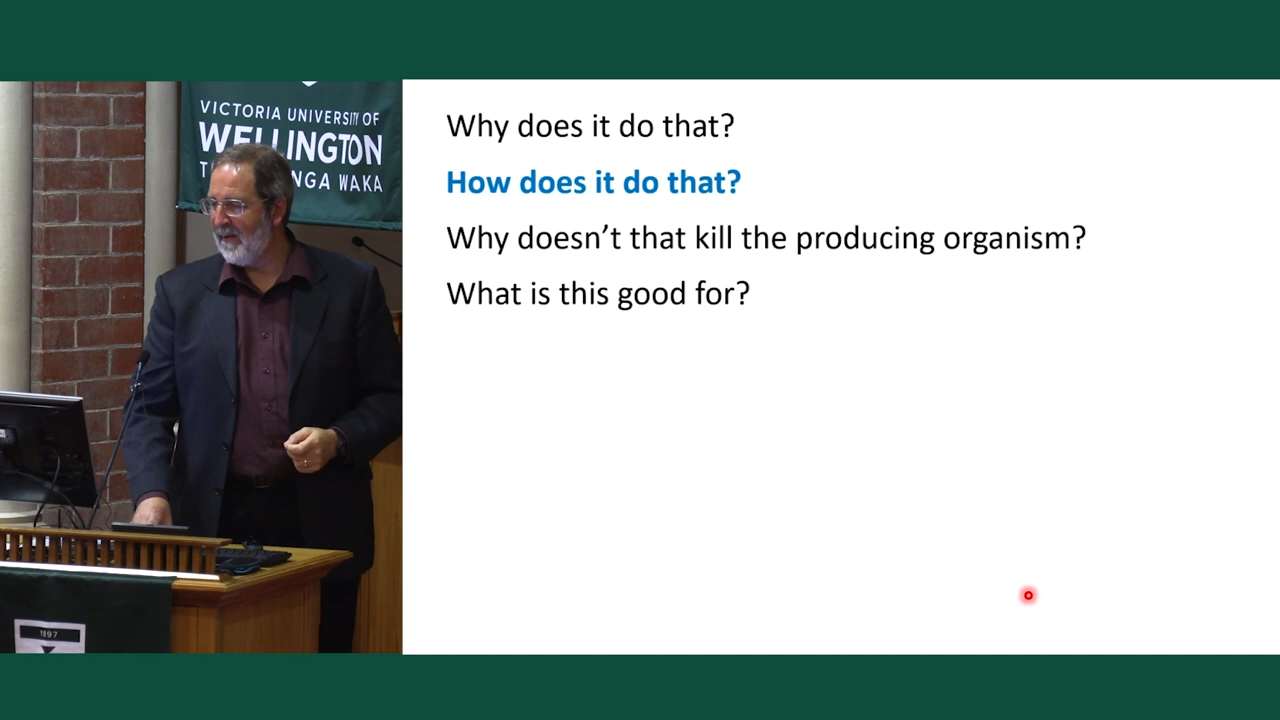 VICTORIA UNIVERSITY OF
WELLINGTON
NGA WAKA
1897
Why does it do that?
How does it do that?
Why doesn’t that kill the producing organism?
What is this good for?